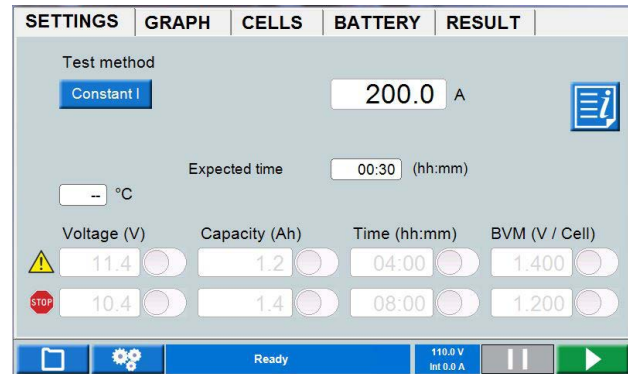 SETTINGS GRAPH CELLS BATTERY RESULT
Test method
Constant I 200.0 A
i
Expected time 00:30 (hh:mm)
-- °C
Voltage (V) Capacity (Ah) Time (hh:mm) BVM (V / Cell)
11.4 1.2 04:00 1.400
STOP 10.4 1.4 08:00 1.200
Ready
110.0 V
Int 0.0 A